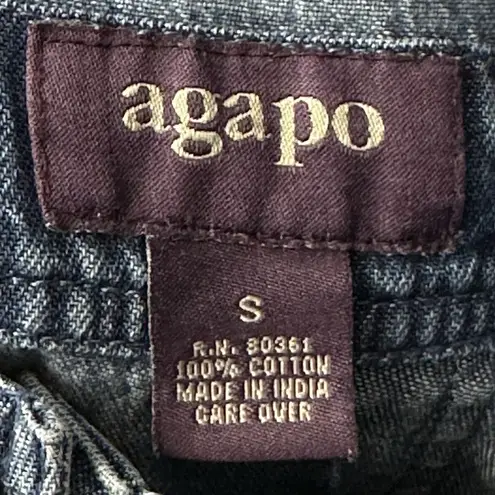 agapo
S
R.N. 80361
100% COTTON
MADE IN INDIA
CARE OVER